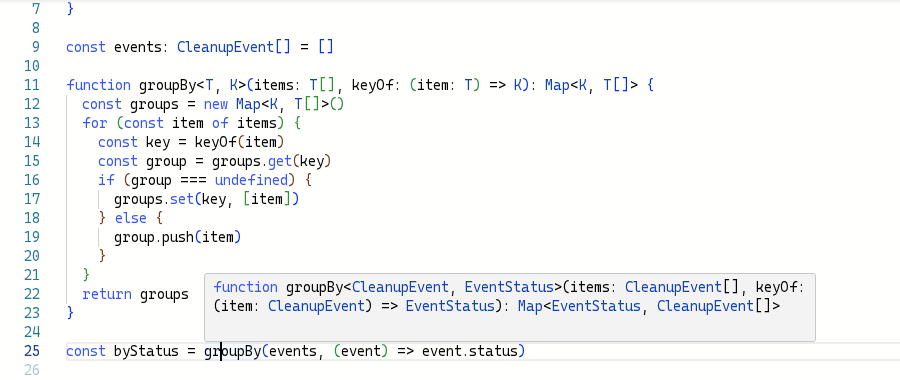 7 }
8
9 const events: CleanupEvent[] = []
10
11 function groupBy<T, K>(items: T[], keyOf: (item: T) => K): Map<K, T[]> {
12 const groups = new Map<K, T[]>()
13 for (const item of items) {
14 const key = keyOf(item)
15 const group = groups.get(key)
16 if (group === undefined) {
17 groups.set(key, [item])
18 } else {
19 group.push(item)
20 }
21 }
22 return groups
function groupBy<CleanupEvent, EventStatus>(items: CleanupEvent[], keyOf:
(item: CleanupEvent) => EventStatus): Map<EventStatus, CleanupEvent[]>
23 }
24
25 const byStatus = groupBy(events, (event) => event.status)
26